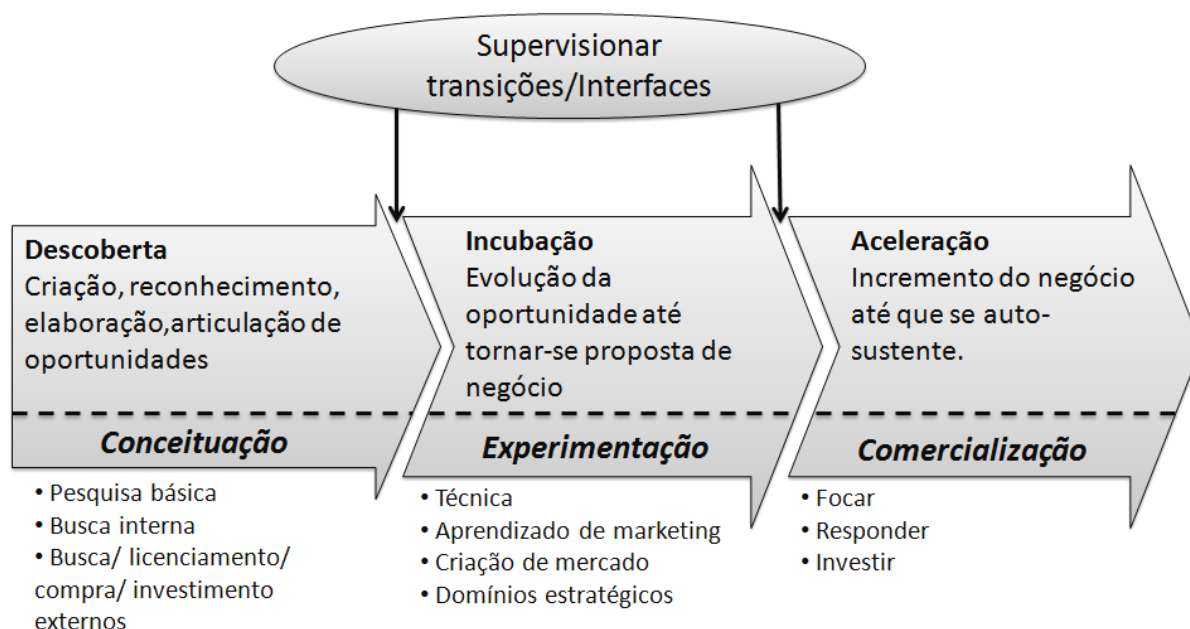 Supervisionar
transições/Interfaces
Descoberta
Criação, reconhecimento,
elaboração,articulação de
oportunidades
Conceituação
• Pesquisa básica
• Busca interna
• Busca/ licenciamento/
compra/ investimento
externos
Incubação
Evolução da
oportunidade até
tornar-se proposta de
negócio
Experimentação
• Técnica
• Aprendizado de marketing
• Criação de mercado
• Domínios estratégicos
Aceleração
Incremento do negócio
até que se auto-
sustente.
Comercialização
• Focar
• Responder
• Investir